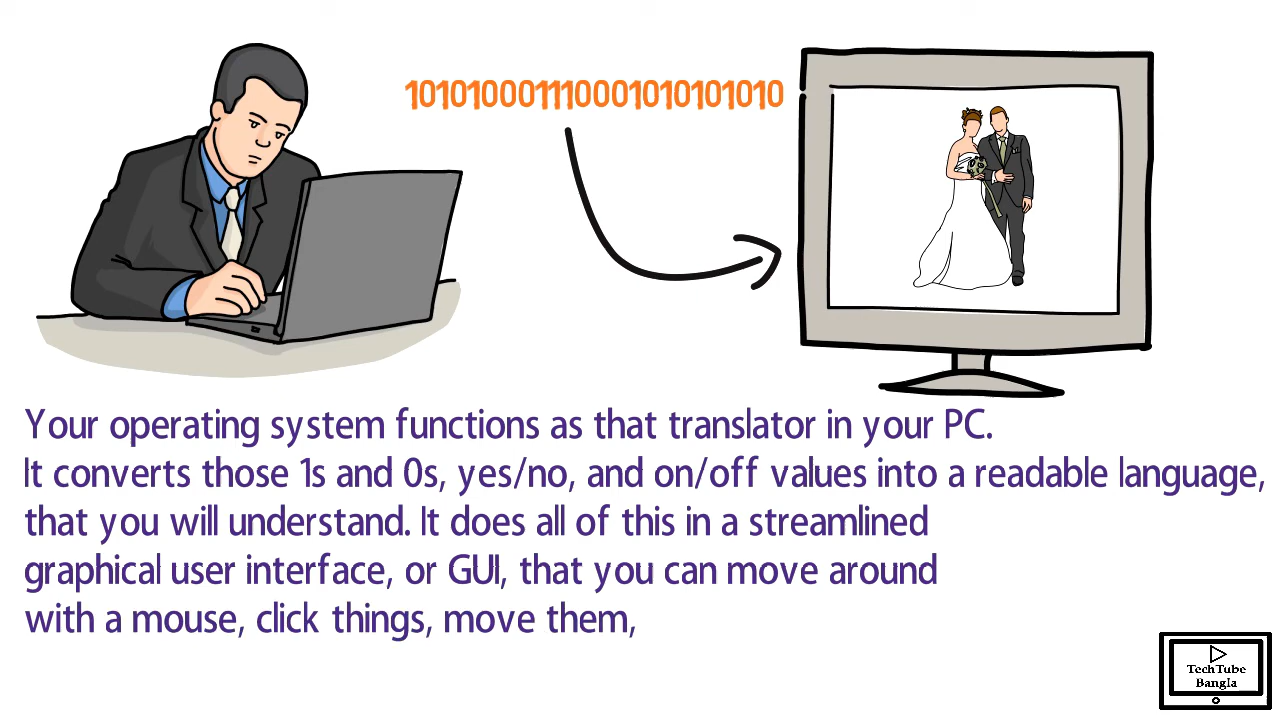 101010001110001010101010
Your operating system functions as that translator in your PC.
It converts those 1s and 0s, yes/no, and on/off values into a readable language,
that you will understand. It does all of this in a streamlined
graphical user interface, or GUI, that you can move around
with a mouse, click things, move them,
TechTube
Bangla